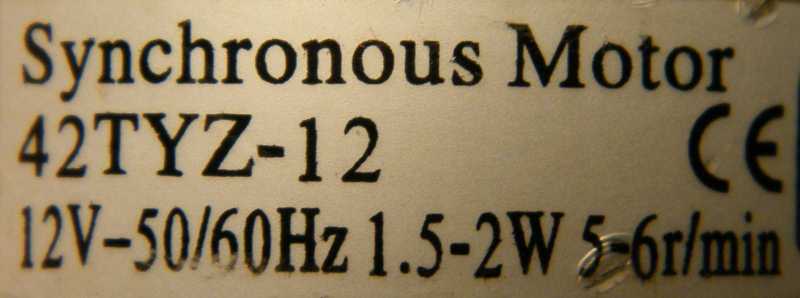 Synchronous Motor
42TYZ-12 CE
12V-50/60Hz 1.5-2W 5-6r/min